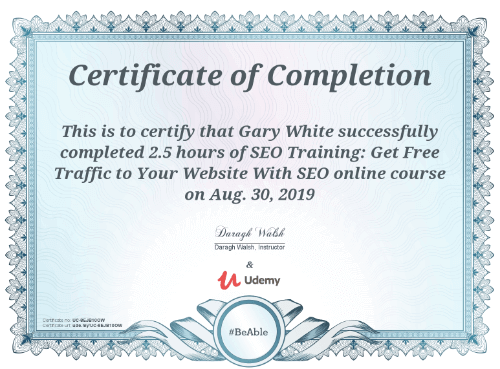 Certificate of Completion
This is to certify that Gary White successfully
completed 2.5 hours of SEO Training: Get Free
Traffic to Your Website With SEO online course
on Aug. 30, 2019
Daragh Walsh
Daragh Walsh, Instructor
&
Udemy
#BeAble
Certificate no.
Certificate url: